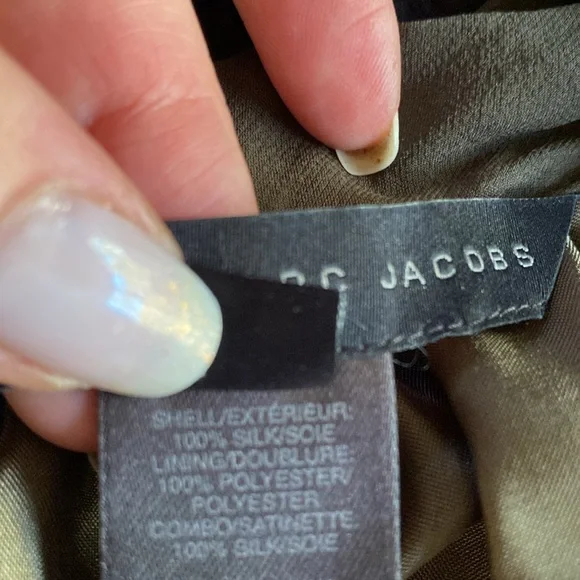 RC JACOBS
SHELL/EXTÉRIEUR:
100% SILK/SOIE
LINING/DOUBLURE:
100% POLYESTER/
POLYESTER
COMBO/SATINETTE:
100% SILK/SOIE